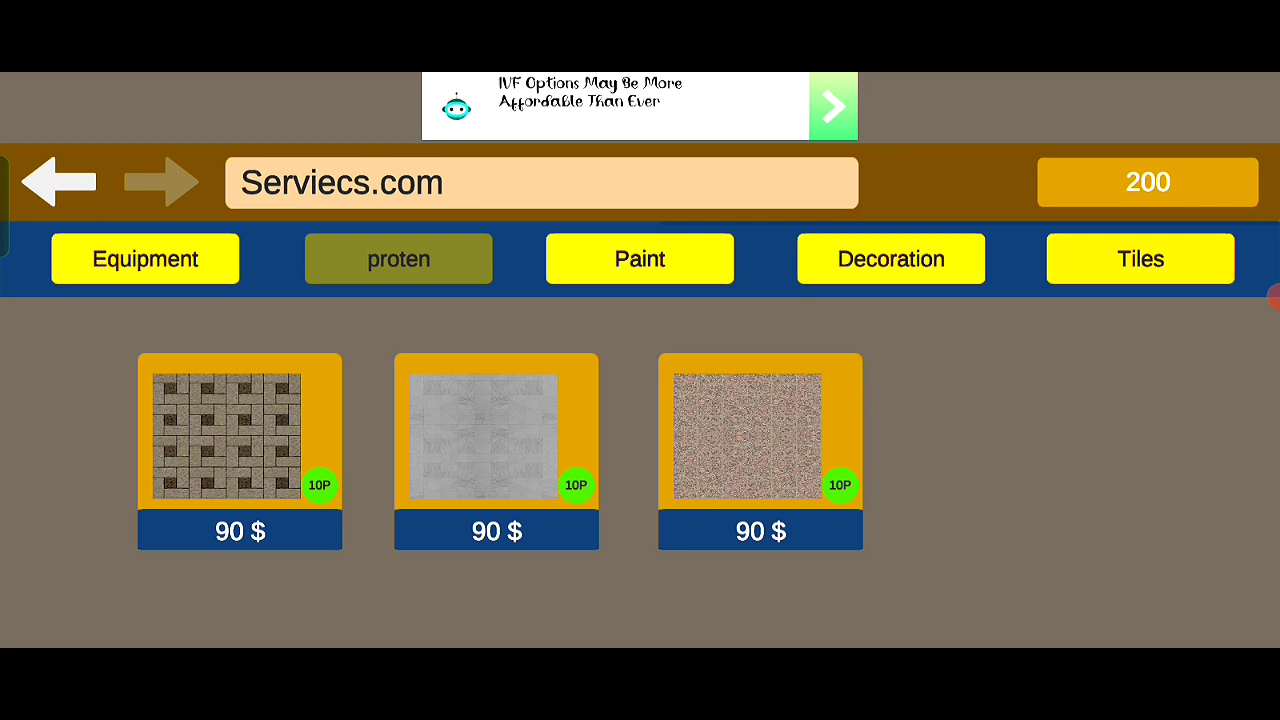 IVF Options May Be More
Affordable Than Ever
Serviecs.com
200
Equipment
proten
Paint
Decoration
Tiles
10P
10P
10P
90 $
90 $
90 $